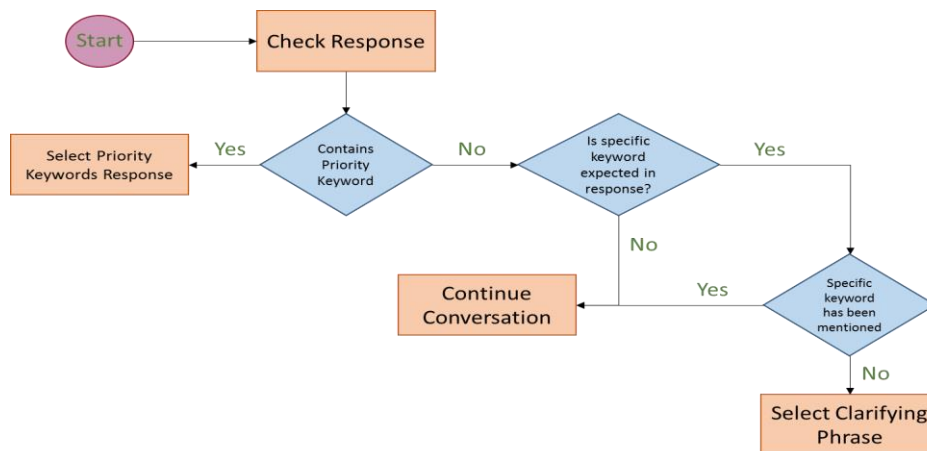 Start
Check Response
Yes
Contains
Priority
Keyword
No
Is specific
keyword
expected in
response?
Yes
Select Priority
Keywords Response
No
Continue
Conversation
Yes
Specific
keyword
has been
mentioned
No
Select Clarifying
Phrase